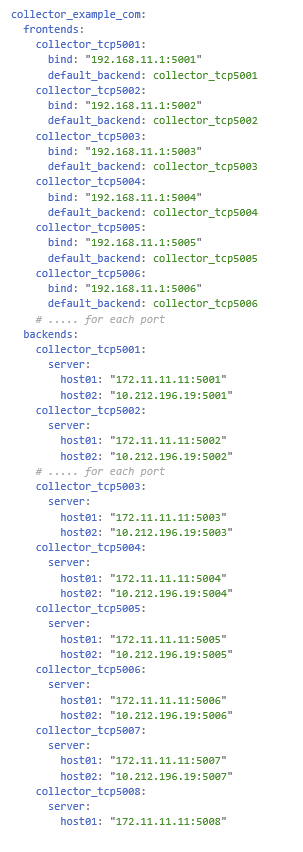 collector_example_com:
  frontends:
    collector_tcp5001:
      bind: "192.168.11.1:5001"
      default_backend: collector_tcp5001
    collector_tcp5002:
      bind: "192.168.11.1:5002"
      default_backend: collector_tcp5002
    collector_tcp5003:
      bind: "192.168.11.1:5003"
      default_backend: collector_tcp5003
    collector_tcp5004:
      bind: "192.168.11.1:5004"
      default_backend: collector_tcp5004
    collector_tcp5005:
      bind: "192.168.11.1:5005"
      default_backend: collector_tcp5005
    collector_tcp5006:
      bind: "192.168.11.1:5006"
      default_backend: collector_tcp5006
    # ..... for each port
  backends:
    collector_tcp5001:
      server:
        host01: "172.11.11.11:5001"
        host02: "10.212.196.19:5001"
    collector_tcp5002:
      server:
        host01: "172.11.11.11:5002"
        host02: "10.212.196.19:5002"
    # ..... for each port
    collector_tcp5003:
      server:
        host01: "172.11.11.11:5003"
        host02: "10.212.196.19:5003"
    collector_tcp5004:
      server:
        host01: "172.11.11.11:5004"
        host02: "10.212.196.19:5004"
    collector_tcp5005:
      server:
        host01: "172.11.11.11:5005"
        host02: "10.212.196.19:5005"
    collector_tcp5006:
      server:
        host01: "172.11.11.11:5006"
        host02: "10.212.196.19:5006"
    collector_tcp5007:
      server:
        host01: "172.11.11.11:5007"
        host02: "10.212.196.19:5007"
    collector_tcp5008:
      server:
        host01: "172.11.11.11:5008"